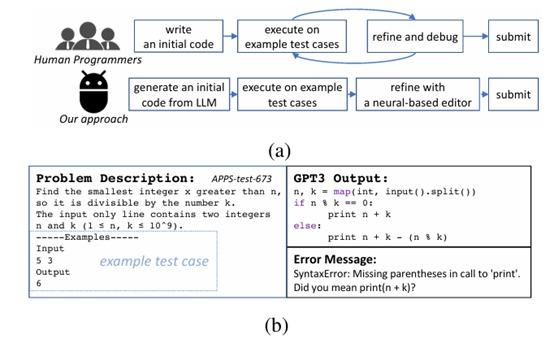 write
an initial code
execute on
example test cases
refine and debug
submit
Human Programmers
generate an initial
code from LLM
execute on example
test cases
refine with
a neural-based editor
submit
Our approach
(a)
Problem Description: APPS-test-673
Find the smallest integer x greater than n,
so it is divisible by the number k.
The input only line contains two integers
n and k (1 ≤ n, k ≤ 10^9).
-----Examples-----
Input
5 3
Output
6
example test case
GPT3 Output:
n, k = map(int, input().split())
if n % k == 0:
print n + k
else:
print n + k - (n % k)
Error Message:
SyntaxError: Missing parentheses in call to 'print'.
Did you mean print(n + k)?
(b)